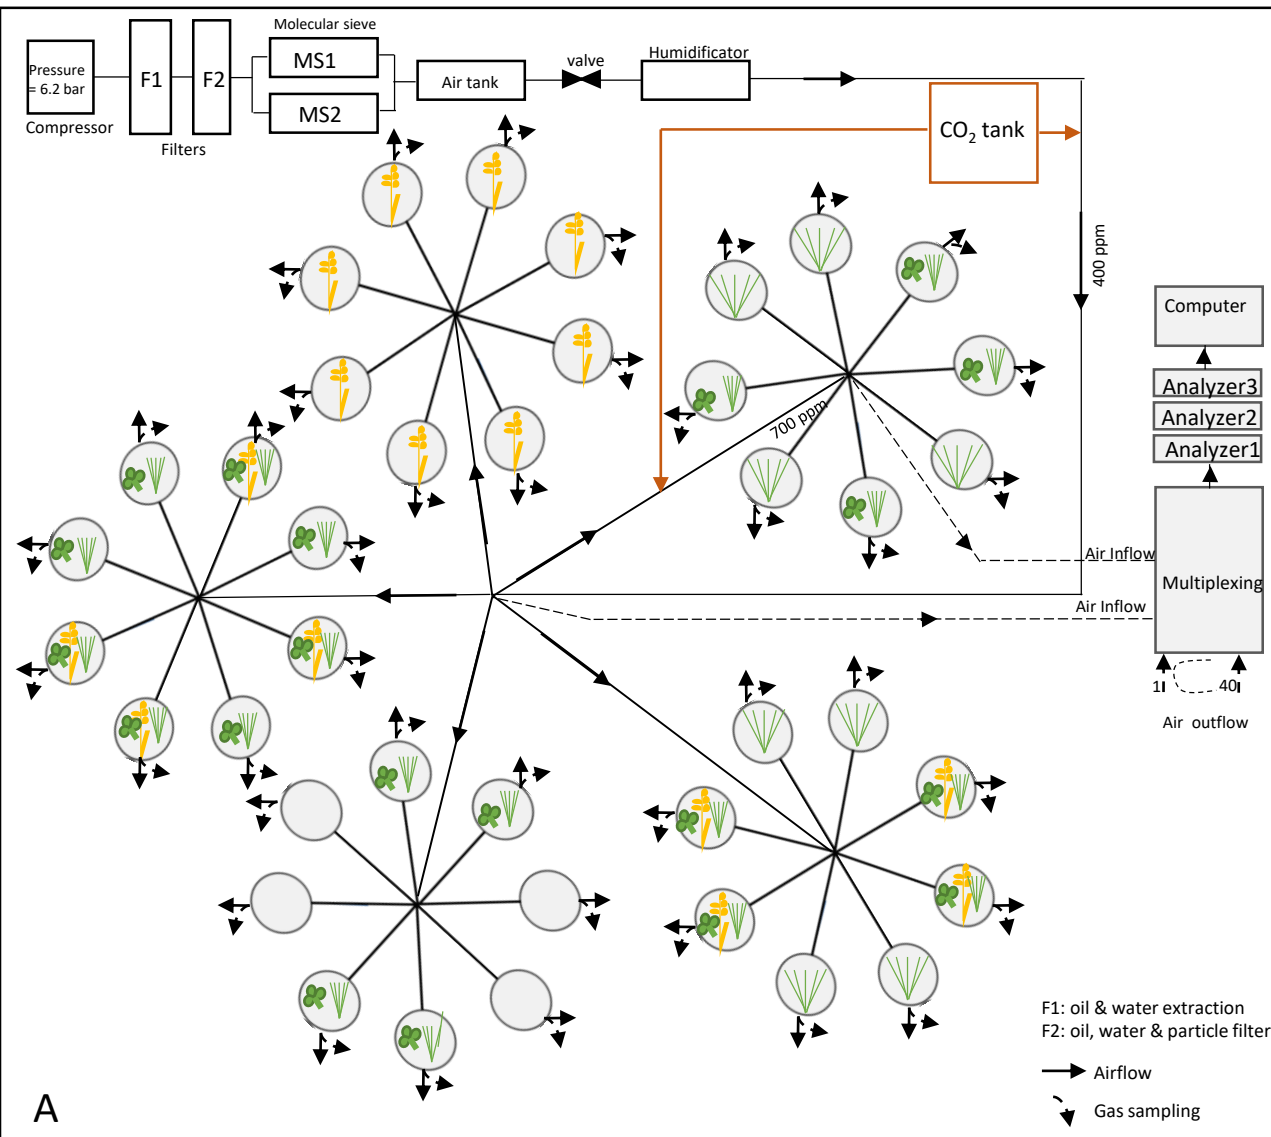 Molecular sieve
Pressure
= 6.2 bar
F1
F2
MS1
MS2
Air tank
valve
Humidificator
Compressor
Filters
CO₂ tank
400 ppm
700 ppm
Computer
Analyzer3
Analyzer2
Analyzer1
Air Inflow
Multiplexing
Air Inflow
1
40
Air outflow
F1: oil & water extraction
F2: oil, water & particle filter
Airflow
Gas sampling
A